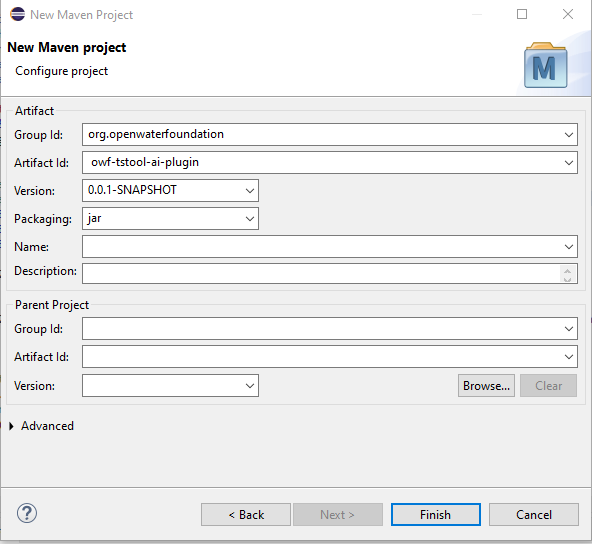 New Maven Project
New Maven project
Configure project
M
Artifact
Group Id: org.openwaterfoundation
Artifact Id: owf-tstool-ai-plugin
Version: 0.0.1-SNAPSHOT
Packaging: jar
Name:
Description:
Parent Project
Group Id:
Artifact Id:
Version: Browse... Clear
Advanced
? < Back Next > Finish Cancel